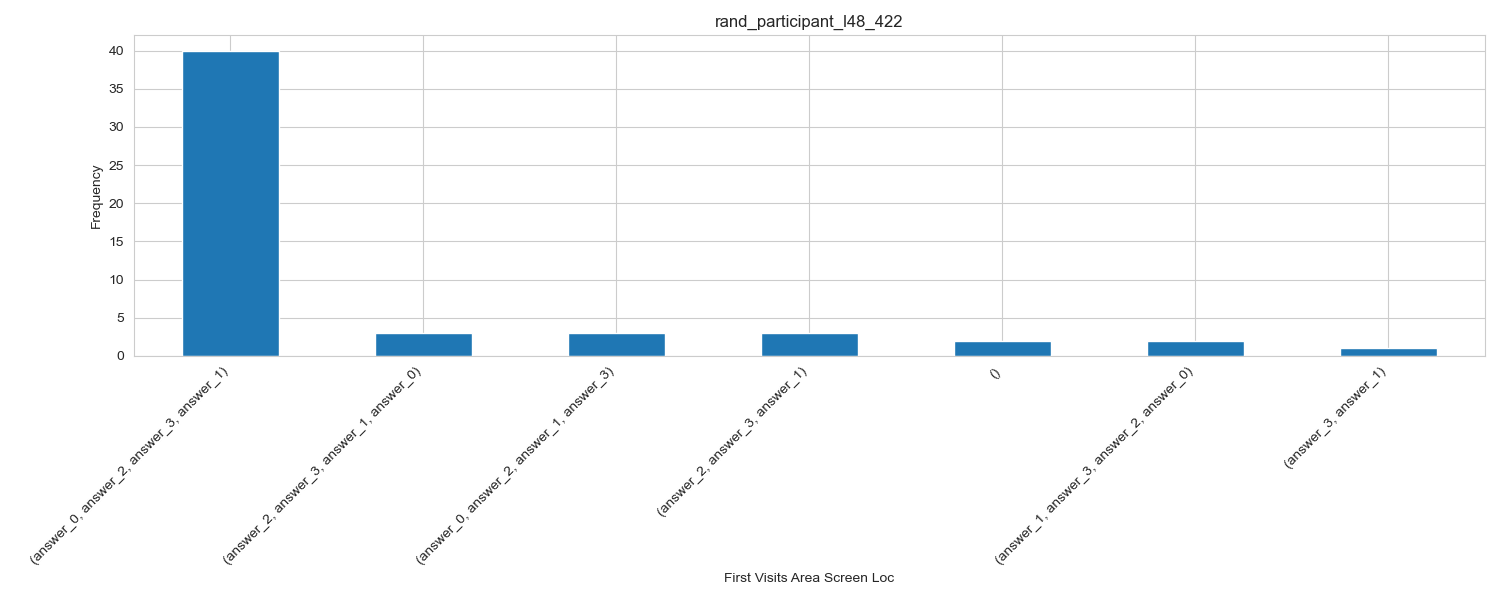 rand_participant_l48_422
Frequency
40
35
30
25
20
15
10
5
0
(answer_0, answer_2, answer_3, answer_1)
(answer_2, answer_3, answer_1, answer_0)
(answer_0, answer_2, answer_1, answer_3)
(answer_2, answer_3, answer_1)
()
(answer_1, answer_3, answer_2, answer_0)
(answer_3, answer_1)
First Visits Area Screen Loc